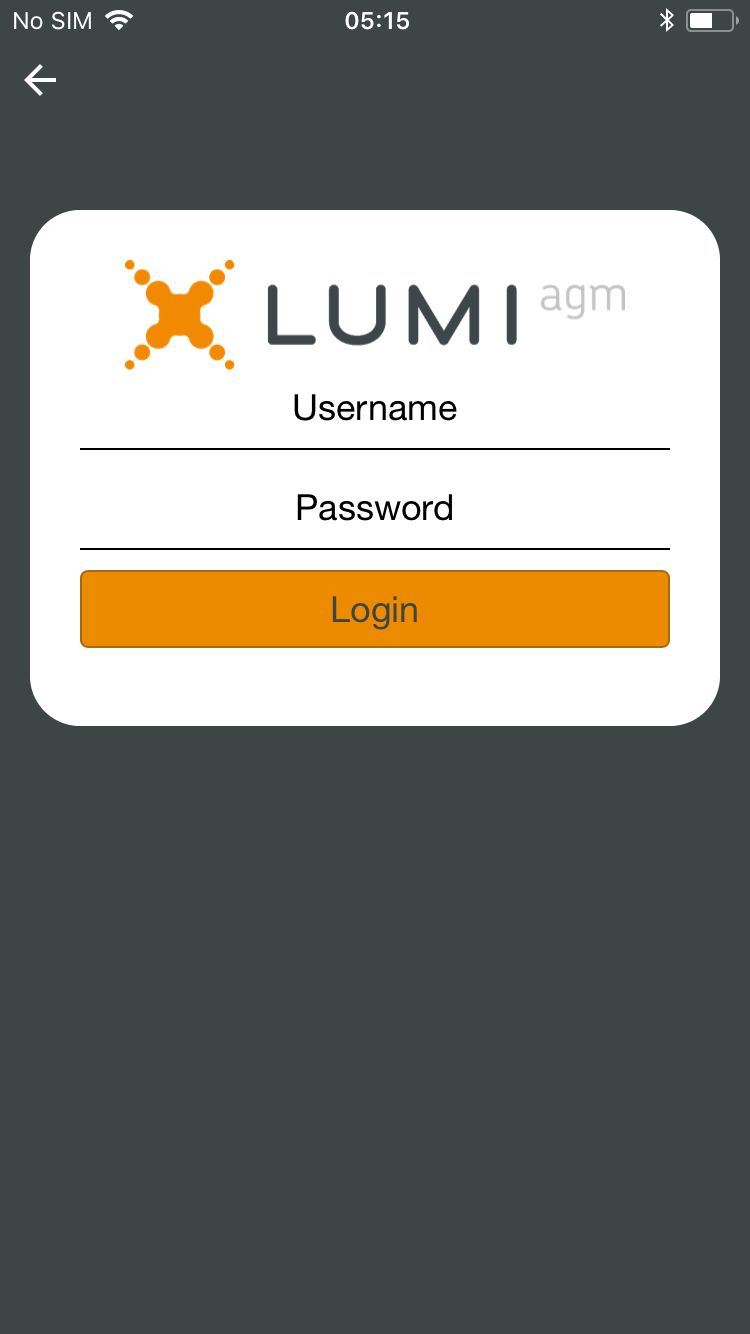 No SIM 05:15
LUMI agm
Username
Password
Login